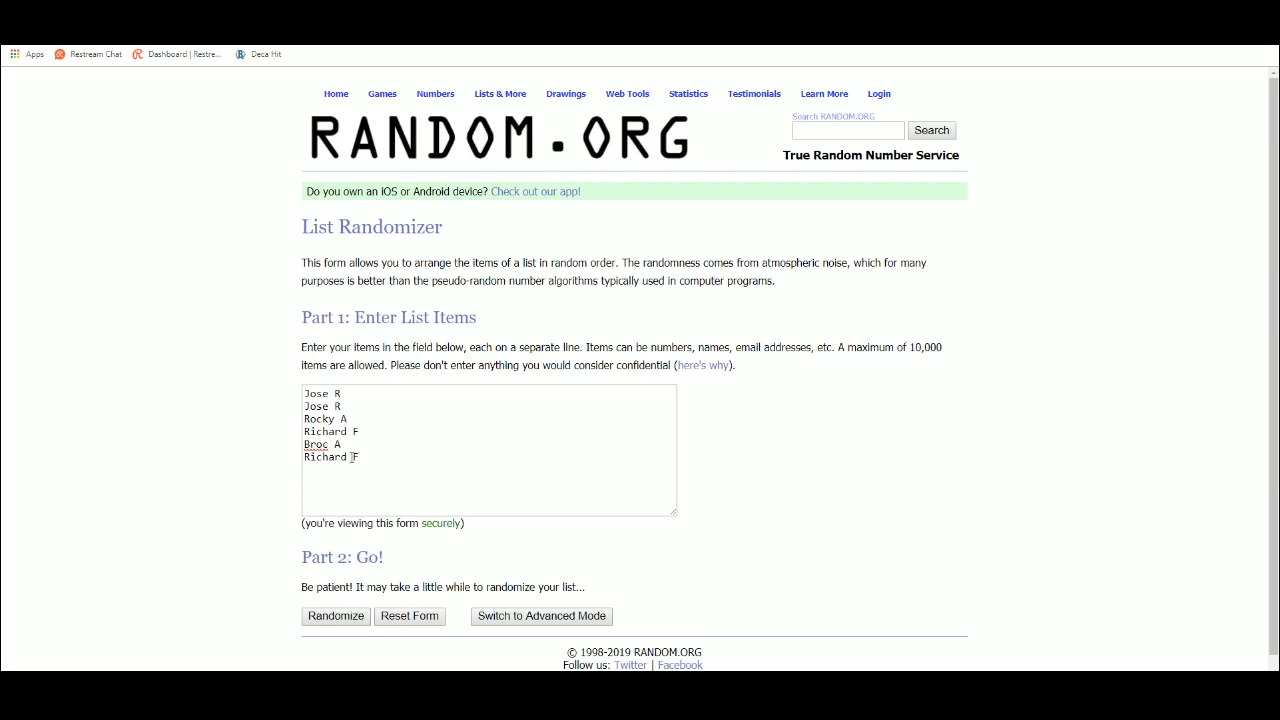 Apps Restream Chat Dashboard | Restre... Deca Hit
Home Games Numbers Lists & More Drawings Web Tools Statistics Testimonials Learn More Login
RANDOM.ORG
Search RANDOM.ORG
Search
True Random Number Service
Do you own an iOS or Android device? Check out our app!
List Randomizer
This form allows you to arrange the items of a list in random order. The randomness comes from atmospheric noise, which for many
purposes is better than the pseudo-random number algorithms typically used in computer programs.
Part 1: Enter List Items
Enter your items in the field below, each on a separate line. Items can be numbers, names, email addresses, etc. A maximum of 10,000
items are allowed. Please don't enter anything you would consider confidential (here's why).
Jose R
Jose R
Rocky A
Richard F
Broc A
Richard F
(you're viewing this form securely)
Part 2: Go!
Be patient! It may take a little while to randomize your list...
Randomize Reset Form Switch to Advanced Mode
© 1998-2019 RANDOM.ORG
Follow us: Twitter | Facebook